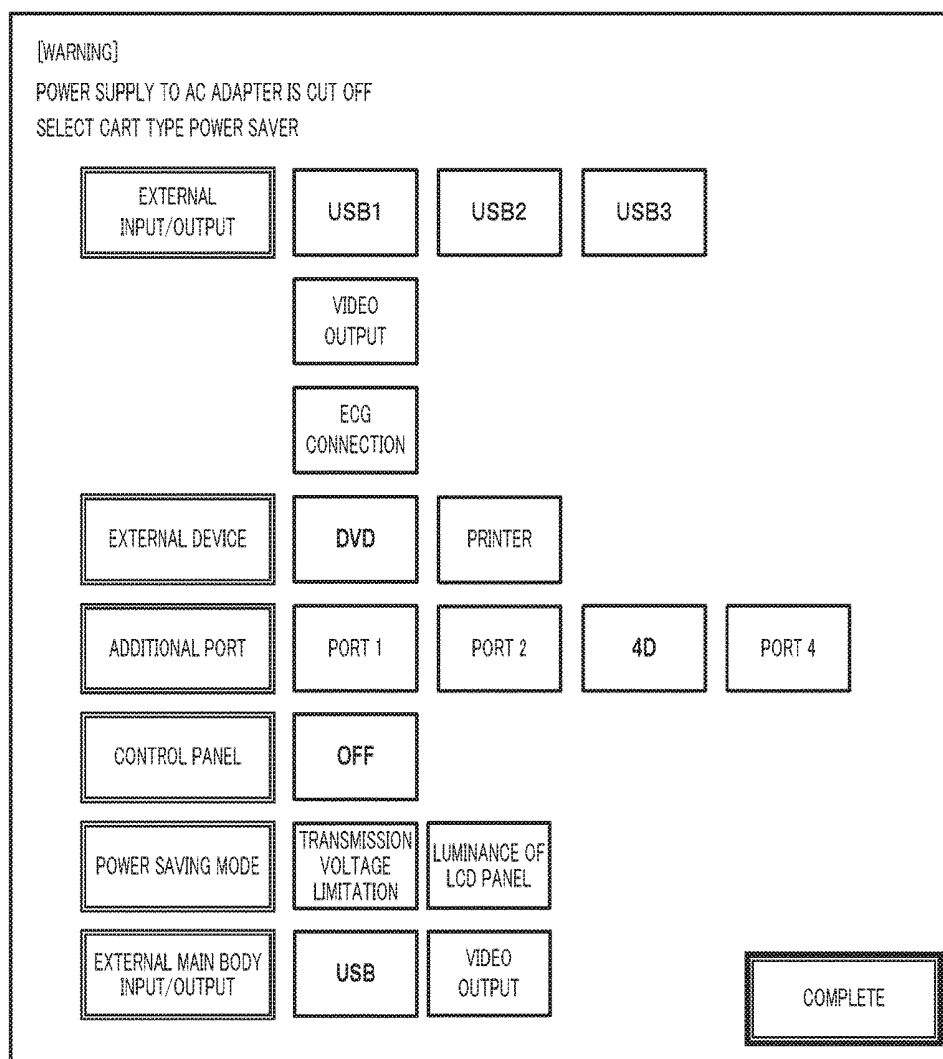 [WARNING]
POWER SUPPLY TO AC ADAPTER IS CUT OFF
SELECT CART TYPE POWER SAVER
EXTERNAL
INPUT/OUTPUT
USB1
USB2
USB3
VIDEO
OUTPUT
ECG
CONNECTION
EXTERNAL DEVICE
DVD
PRINTER
ADDITIONAL PORT
PORT 1
PORT 2
4D
PORT 4
CONTROL PANEL
OFF
POWER SAVING MODE
TRANSMISSION
VOLTAGE
LIMITATION
LUMINANCE OF
LCD PANEL
EXTERNAL MAIN BODY
INPUT/OUTPUT
USB
VIDEO
OUTPUT
COMPLETE